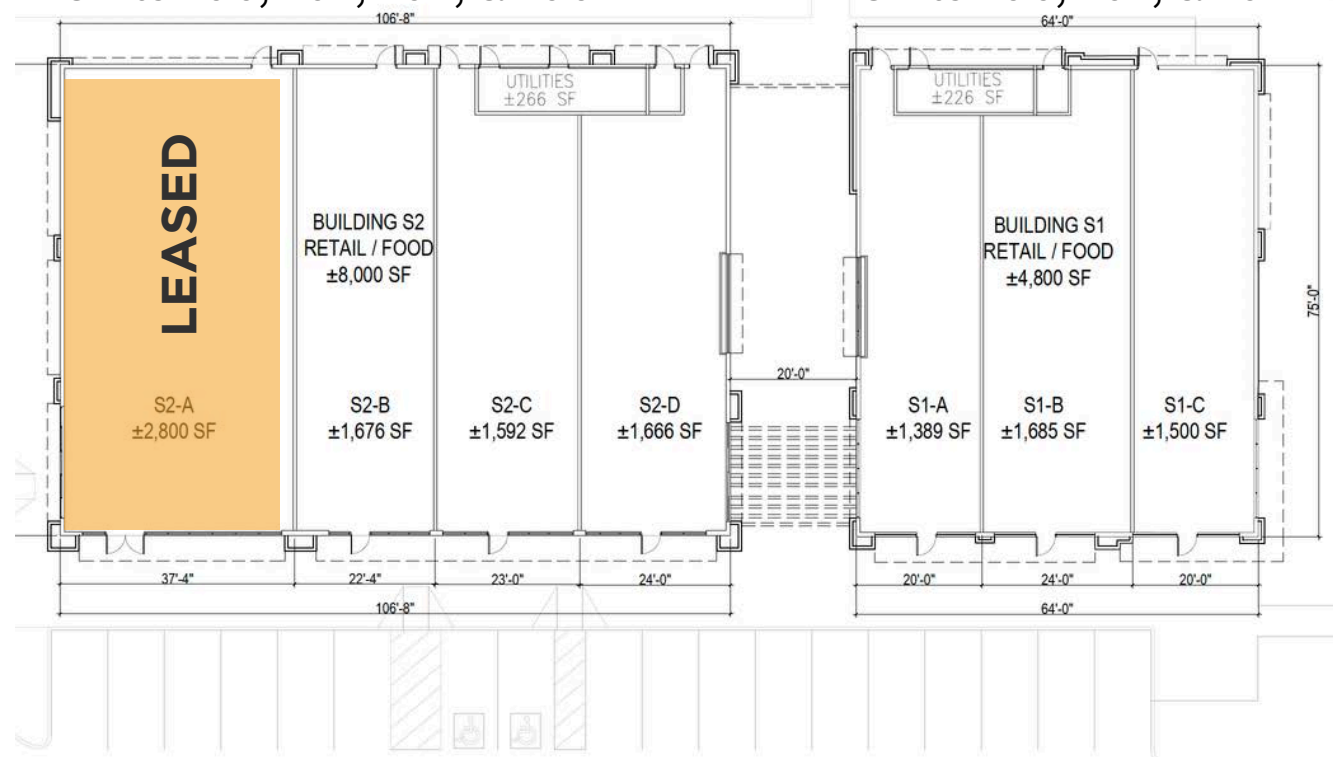 106'-8"
64'-0"
UTILITIES
±266 SF
UTILITIES
±226 SF
LEASED
BUILDING S2
RETAIL / FOOD
±8,000 SF
BUILDING S1
RETAIL / FOOD
±4,800 SF
75'-0"
20'-0"
S2-A
±2,800 SF
S2-B
±1,676 SF
S2-C
±1,592 SF
S2-D
±1,666 SF
S1-A
±1,389 SF
S1-B
±1,685 SF
S1-C
±1,500 SF
37'-4"
22'-4"
23'-0"
24'-0"
20'-0"
24'-0"
20'-0"
106'-8"
64'-0"